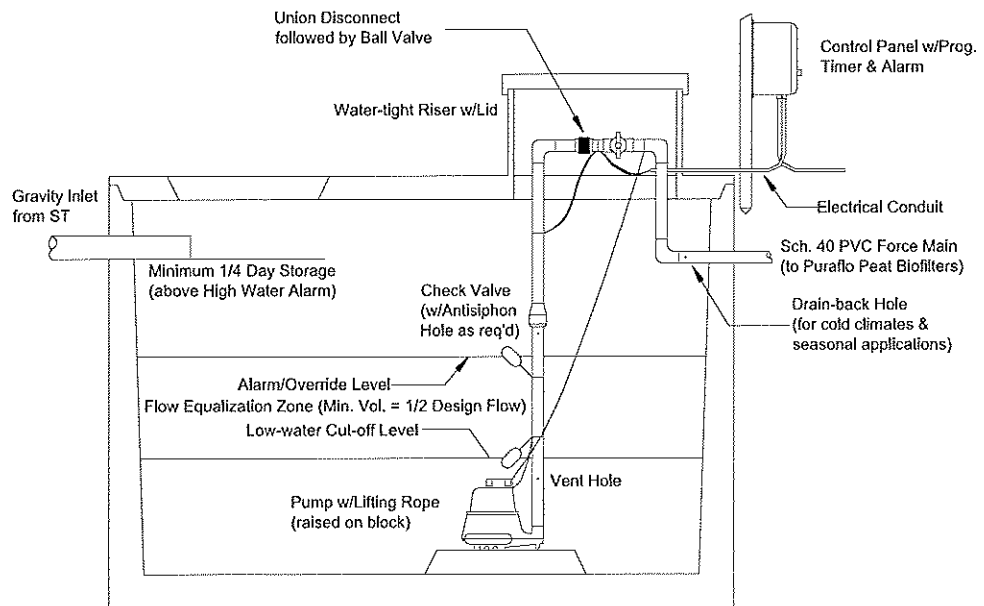 Union Disconnect
followed by Ball Valve
Control Panel w/Prog.
Timer & Alarm
Water-tight Riser w/Lid
Gravity Inlet
from ST
Electrical Conduit
Minimum 1/4 Day Storage
(above High Water Alarm)
Sch. 40 PVC Force Main
(to Puraflo Peat Biofilters)
Check Valve
(w/Antisiphon
Hole as req'd)
Drain-back Hole
(for cold climates &
seasonal applications)
Alarm/Override Level
Flow Equalization Zone (Min. Vol. = 1/2 Design Flow)
Low-water Cut-off Level
Vent Hole
Pump w/Lifting Rope
(raised on block)